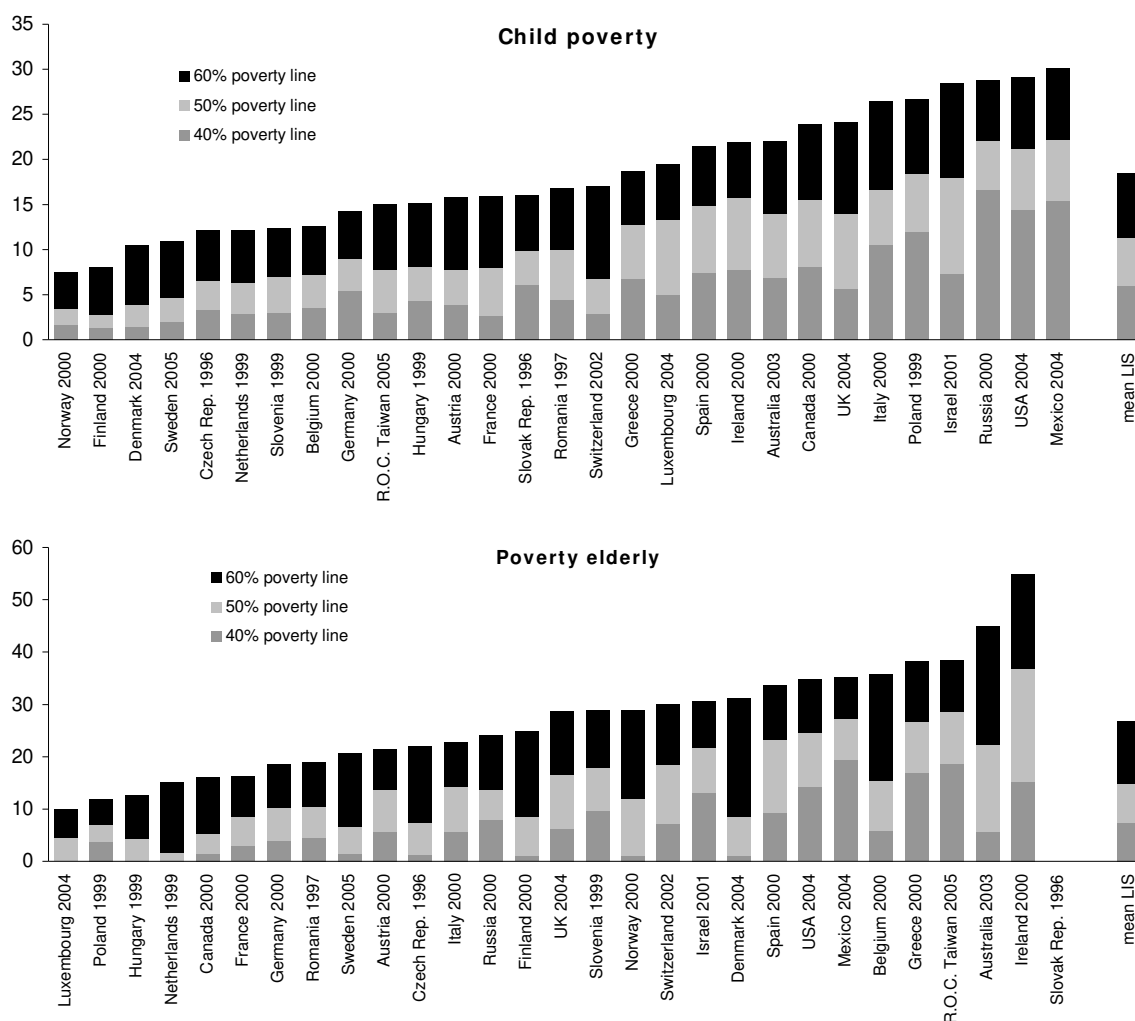 Child poverty
60% poverty line
50% poverty line
40% poverty line
35
30
25
20
15
10
5
0
Norway 2000
Finland 2000
Denmark 2004
Sweden 2005
Czech Rep. 1996
Netherlands 1999
Slovenia 1999
Belgium 2000
Germany 2000
R.O.C. Taiwan 2005
Hungary 1999
Austria 2000
France 2000
Slovak Rep. 1996
Romania 1997
Switzerland 2002
Greece 2000
Luxembourg 2004
Spain 2000
Ireland 2000
Australia 2003
Canada 2000
UK 2004
Italy 2000
Poland 1999
Israel 2001
Russia 2000
USA 2004
Mexico 2004
mean LIS
Poverty elderly
60% poverty line
50% poverty line
40% poverty line
60
50
40
30
20
10
0
Luxembourg 2004
Poland 1999
Hungary 1999
Netherlands 1999
Canada 2000
France 2000
Germany 2000
Romania 1997
Sweden 2005
Austria 2000
Czech Rep. 1996
Italy 2000
Russia 2000
Finland 2000
UK 2004
Slovenia 1999
Norway 2000
Switzerland 2002
Israel 2001
Denmark 2004
Spain 2000
USA 2004
Mexico 2004
Belgium 2000
Greece 2000
R.O.C. Taiwan 2005
Australia 2003
Ireland 2000
Slovak Rep. 1996
mean LIS